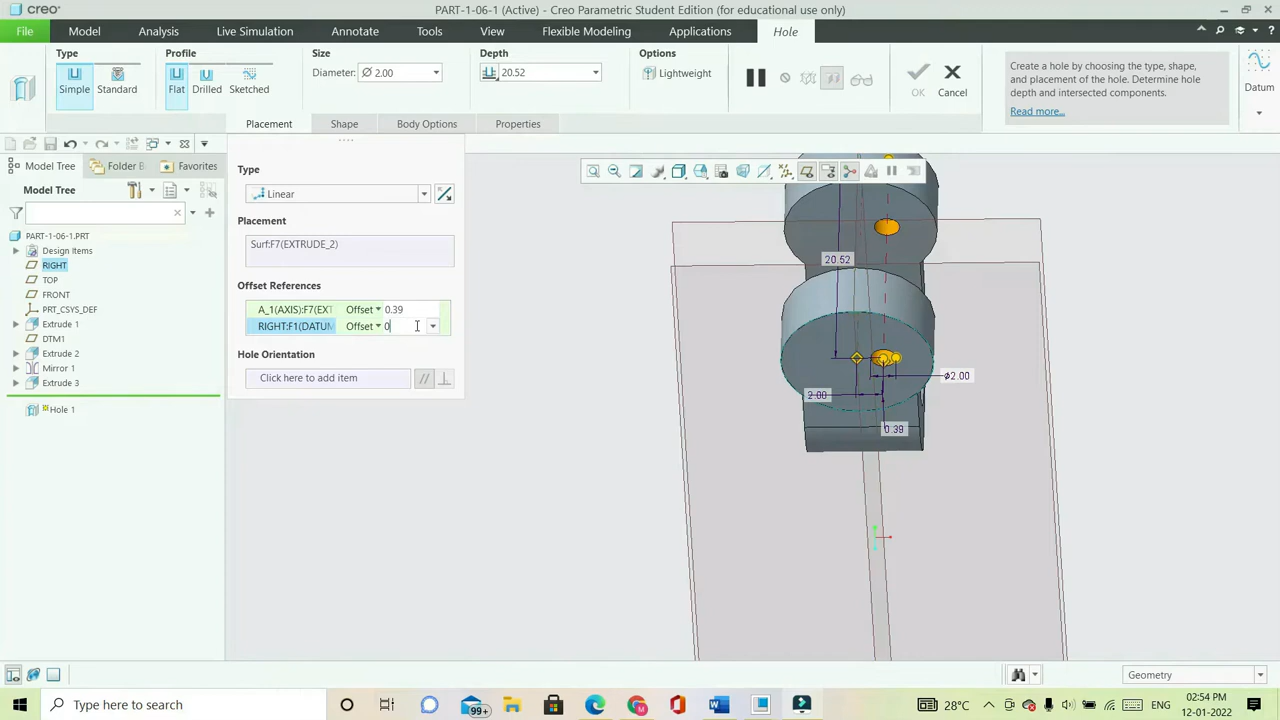 creo
PART-1-06-1 (Active) - Creo Parametric Student Edition (for educational use only)
File Model Analysis Live Simulation Annotate Tools View Flexible Modeling Applications Hole
Type Profile Size Depth Options
Diameter: Ø 2.00
20.52
Lightweight
Simple Standard Flat Drilled Sketched
OK Cancel
Create a hole by choosing the type, shape,
and placement of the hole. Determine hole
depth and intersected components.
Read more...
Datum
Placement Shape Body Options Properties
Model Tree Folder B Favorites
Model Tree
PART-1-06-1.PRT
Design Items
RIGHT
TOP
FRONT
PRT_CSYS_DEF
Extrude 1
DTM1
Extrude 2
Mirror 1
Extrude 3
Hole 1
Type
Linear
Placement
Surf:F7(EXTRUDE_2)
Offset References
A_1(AXIS):F7(EXT Offset 0.39
RIGHT:F1(DATUM Offset 0
Hole Orientation
Click here to add item
20.52
Ø2.00
2.00
0.39
Geometry
Type here to search
99+
28°C
ENG
02:54 PM
12-01-2022